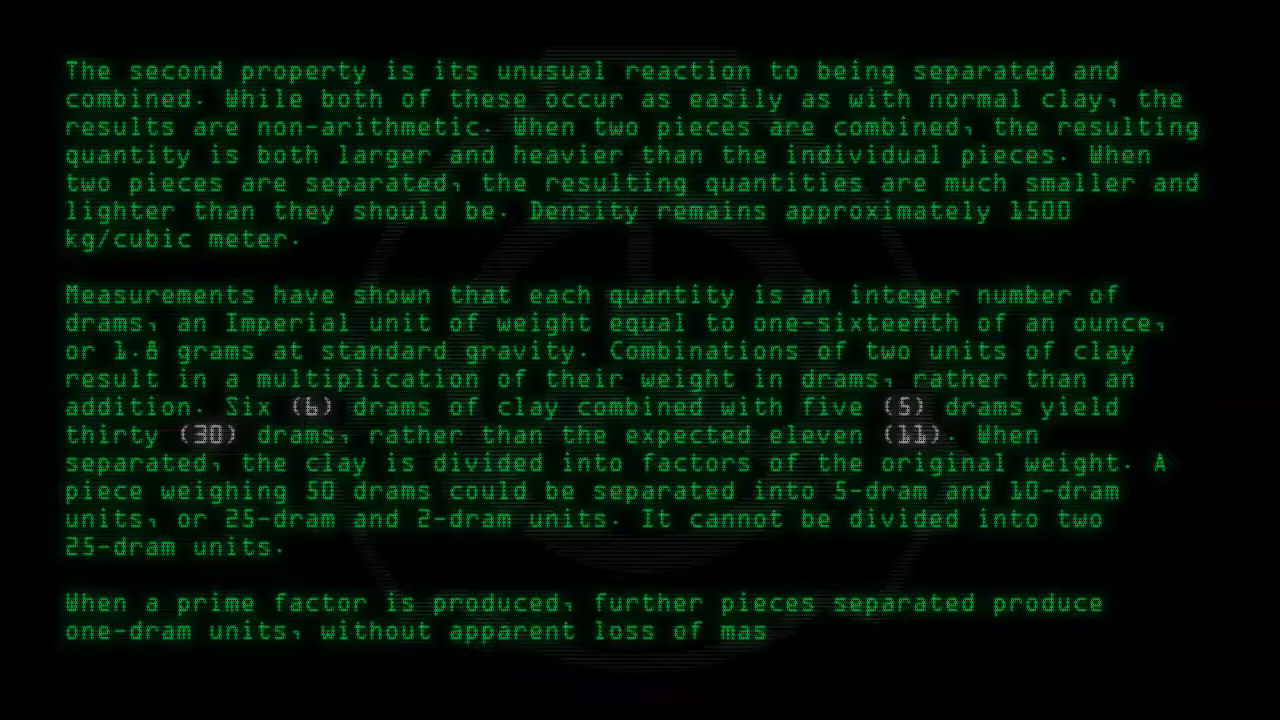 The second property is its unusual reaction to being separated and
combined. While both of these occur as easily as with normal clay, the
results are non-arithmetic. When two pieces are combined, the resulting
quantity is both larger and heavier than the individual pieces. When
two pieces are separated, the resulting quantities are much smaller and
lighter than they should be. Density remains approximately 1500
kg/cubic meter.
Measurements have shown that each quantity is an integer number of
drams, an Imperial unit of weight equal to one-sixteenth of an ounce,
or 1.8 grams at standard gravity. Combinations of two units of clay
result in a multiplication of their weight in drams, rather than an
addition. Six (6) drams of clay combined with five (5) drams yield
thirty (30) drams, rather than the expected eleven (11). When
separated, the clay is divided into factors of the original weight. A
piece weighing 50 drams could be separated into 5-dram and 10-dram
units, or 25-dram and 2-dram units. It cannot be divided into two
25-dram units.
When a prime factor is produced, further pieces separated produce
one-dram units, without apparent loss of mas